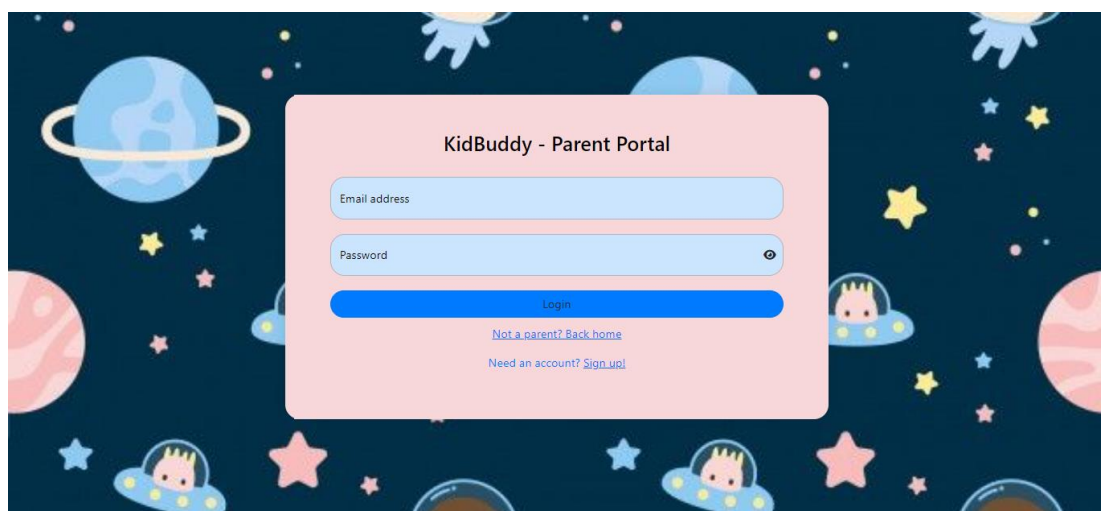 KidBuddy - Parent Portal
Email address
Password
Login
Not a parent? Back home
Need an account? Sign up!